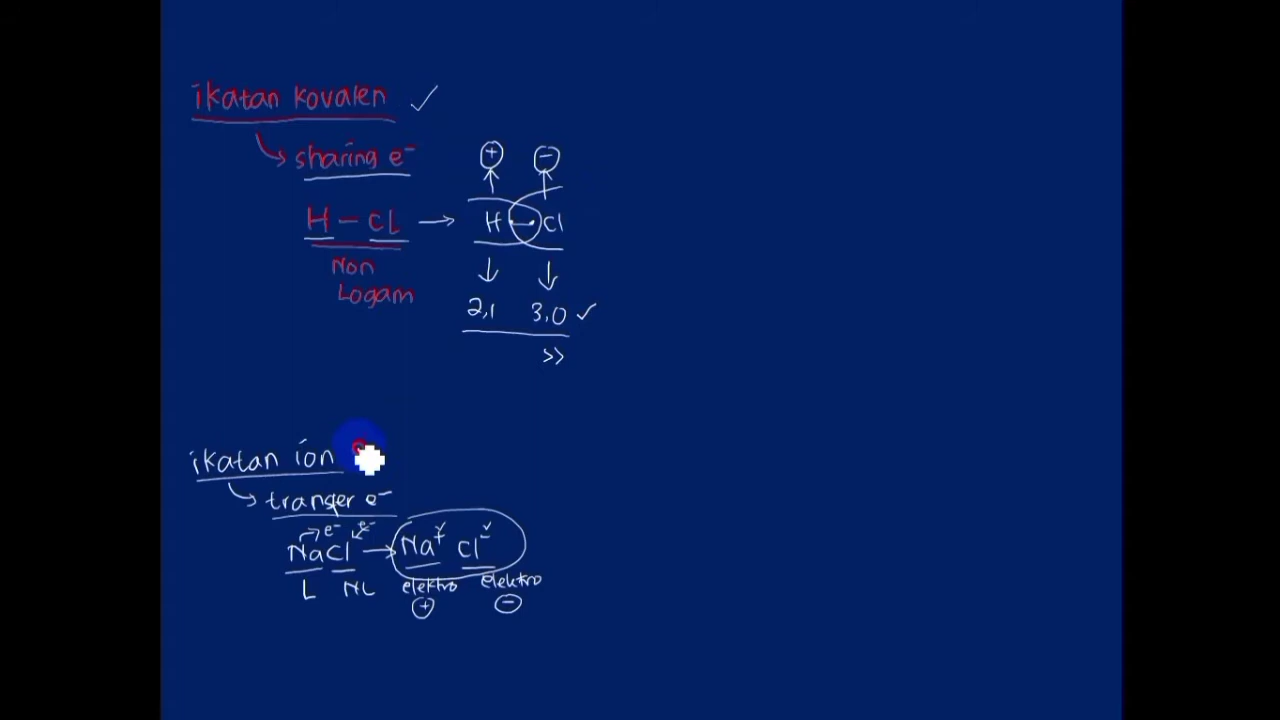 ikatan kovalen ✓
sharing e⁻
H – Cl → H – Cl
+ −
Non
Logam
2,1 3,0 ✓
>>
ikatan ion
transfer e⁻
e⁻ e⁻
NaCl → Na⁺ Cl⁻
L NL
elektro elektro
+ −